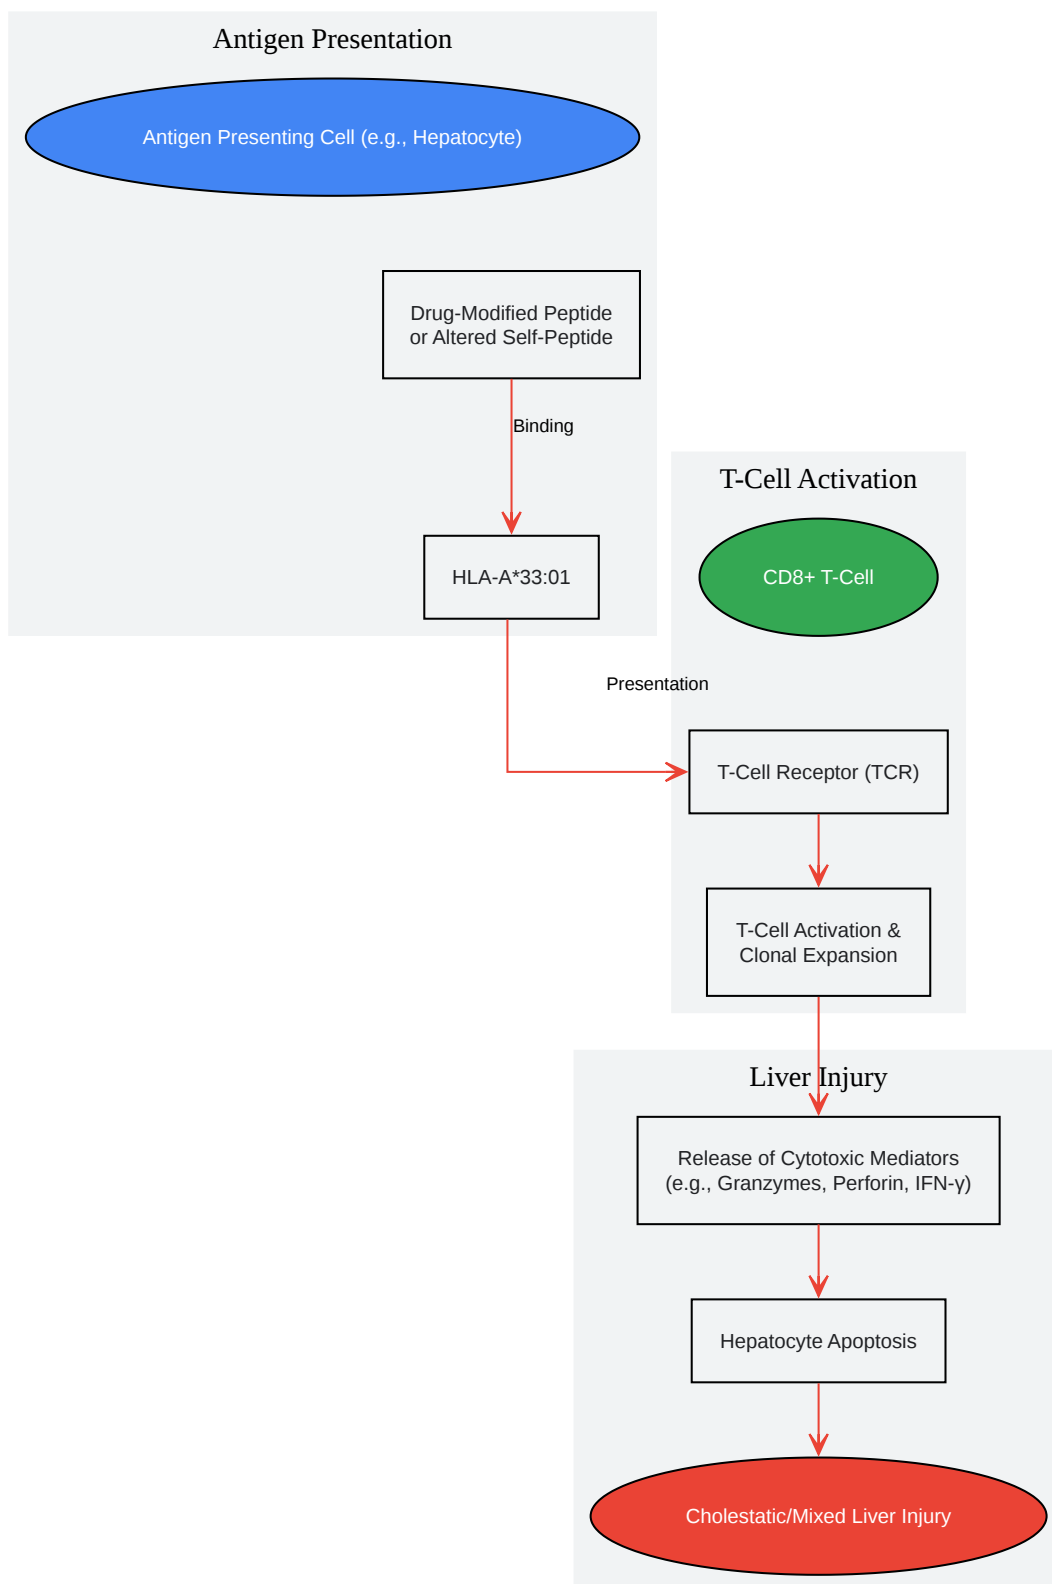 Antigen Presentation
Antigen Presenting Cell (e.g., Hepatocyte)
Drug-Modified Peptide
or Altered Self-Peptide
Binding
HLA-A*33:01
T-Cell Activation
CD8+ T-Cell
Presentation
T-Cell Receptor (TCR)
T-Cell Activation &
Clonal Expansion
Liver Injury
Release of Cytotoxic Mediators
(e.g., Granzymes, Perforin, IFN-γ)
Hepatocyte Apoptosis
Cholestatic/Mixed Liver Injury